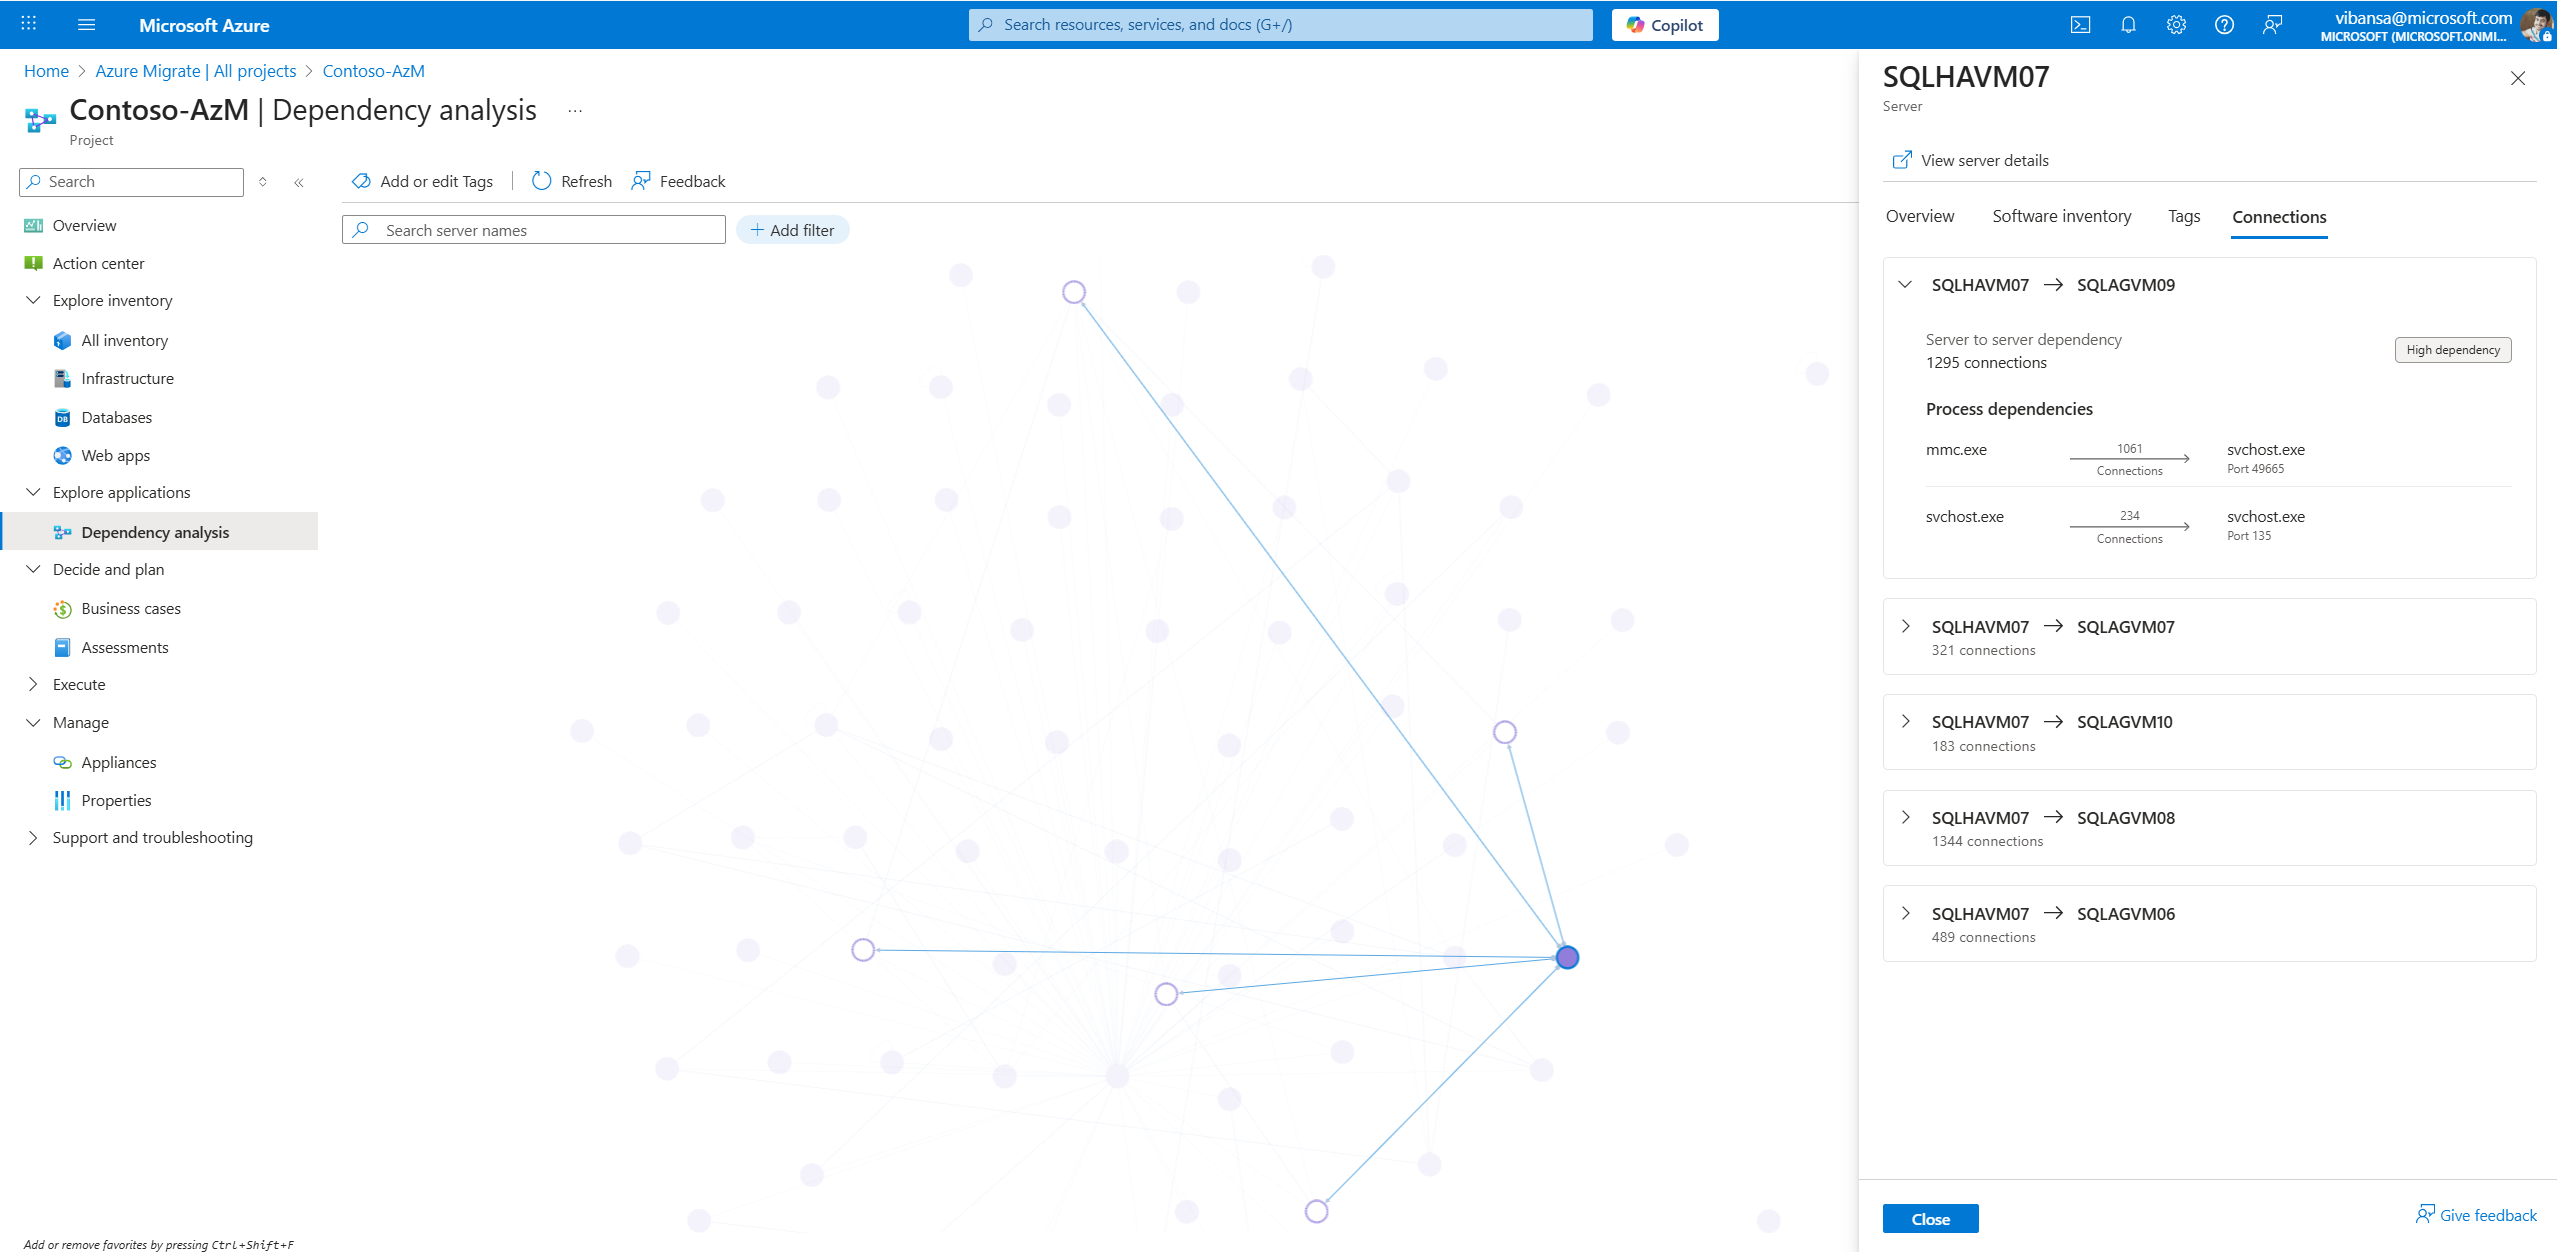 Microsoft Azure
Search resources, services, and docs (G+/)
Copilot
vibansa@microsoft.com
MICROSOFT (MICROSOFT.ONMI...
Home > Azure Migrate | All projects > Contoso-AzM
Contoso-AzM | Dependency analysis ...
Project
Search
Overview
Action center
Explore inventory
All inventory
Infrastructure
DB
Databases
Web apps
Explore applications
Dependency analysis
Decide and plan
Business cases
Assessments
Execute
Manage
Appliances
Properties
Support and troubleshooting
Add or remove favorites by pressing Ctrl+Shift+F
Add or edit Tags
Refresh
Feedback
Search server names
+ Add filter
SQLHAVM07
Server
View server details
Overview Software inventory Tags Connections
SQLHAVM07 → SQLAGVM09
Server to server dependency
1295 connections
High dependency
Process dependencies
mmc.exe
1061
Connections
svchost.exe
Port 49665
svchost.exe
234
Connections
svchost.exe
Port 135
SQLHAVM07 → SQLAGVM07
321 connections
SQLHAVM07 → SQLAGVM10
183 connections
SQLHAVM07 → SQLAGVM08
1344 connections
SQLHAVM07 → SQLAGVM06
489 connections
Close
Give feedback